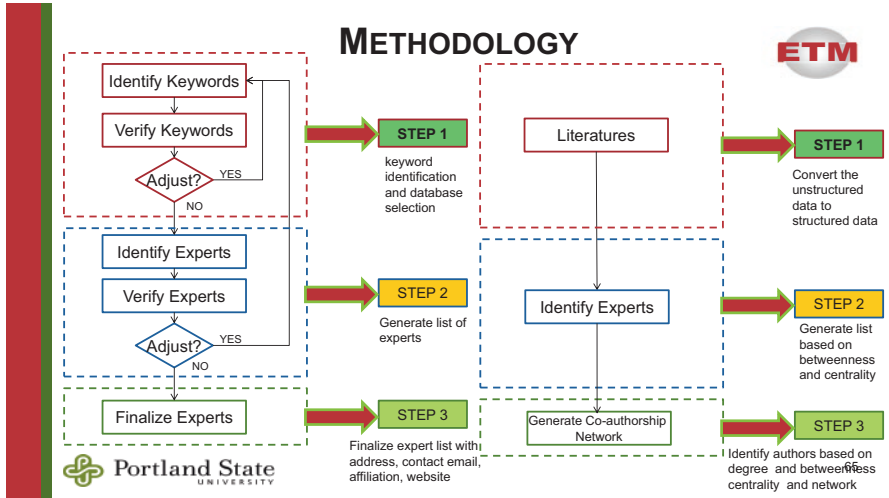 METHODOLOGY
ETM
Identify Keywords
Verify Keywords
Adjust?
YES
NO
Identify Experts
Verify Experts
Adjust?
YES
NO
Finalize Experts
STEP 1
keyword
identification
and database
selection
STEP 2
Generate list of
experts
STEP 3
Finalize expert list with
address, contact email,
affiliation, website
Literatures
Identify Experts
Generate Co-authorship
Network
STEP 1
Convert the
unstructured
data to
structured data
STEP 2
Generate list
based on
betweenness
and centrality
STEP 3
Identify authors based on
degree and betweenness
centrality and network
65
Portland State
UNIVERSITY